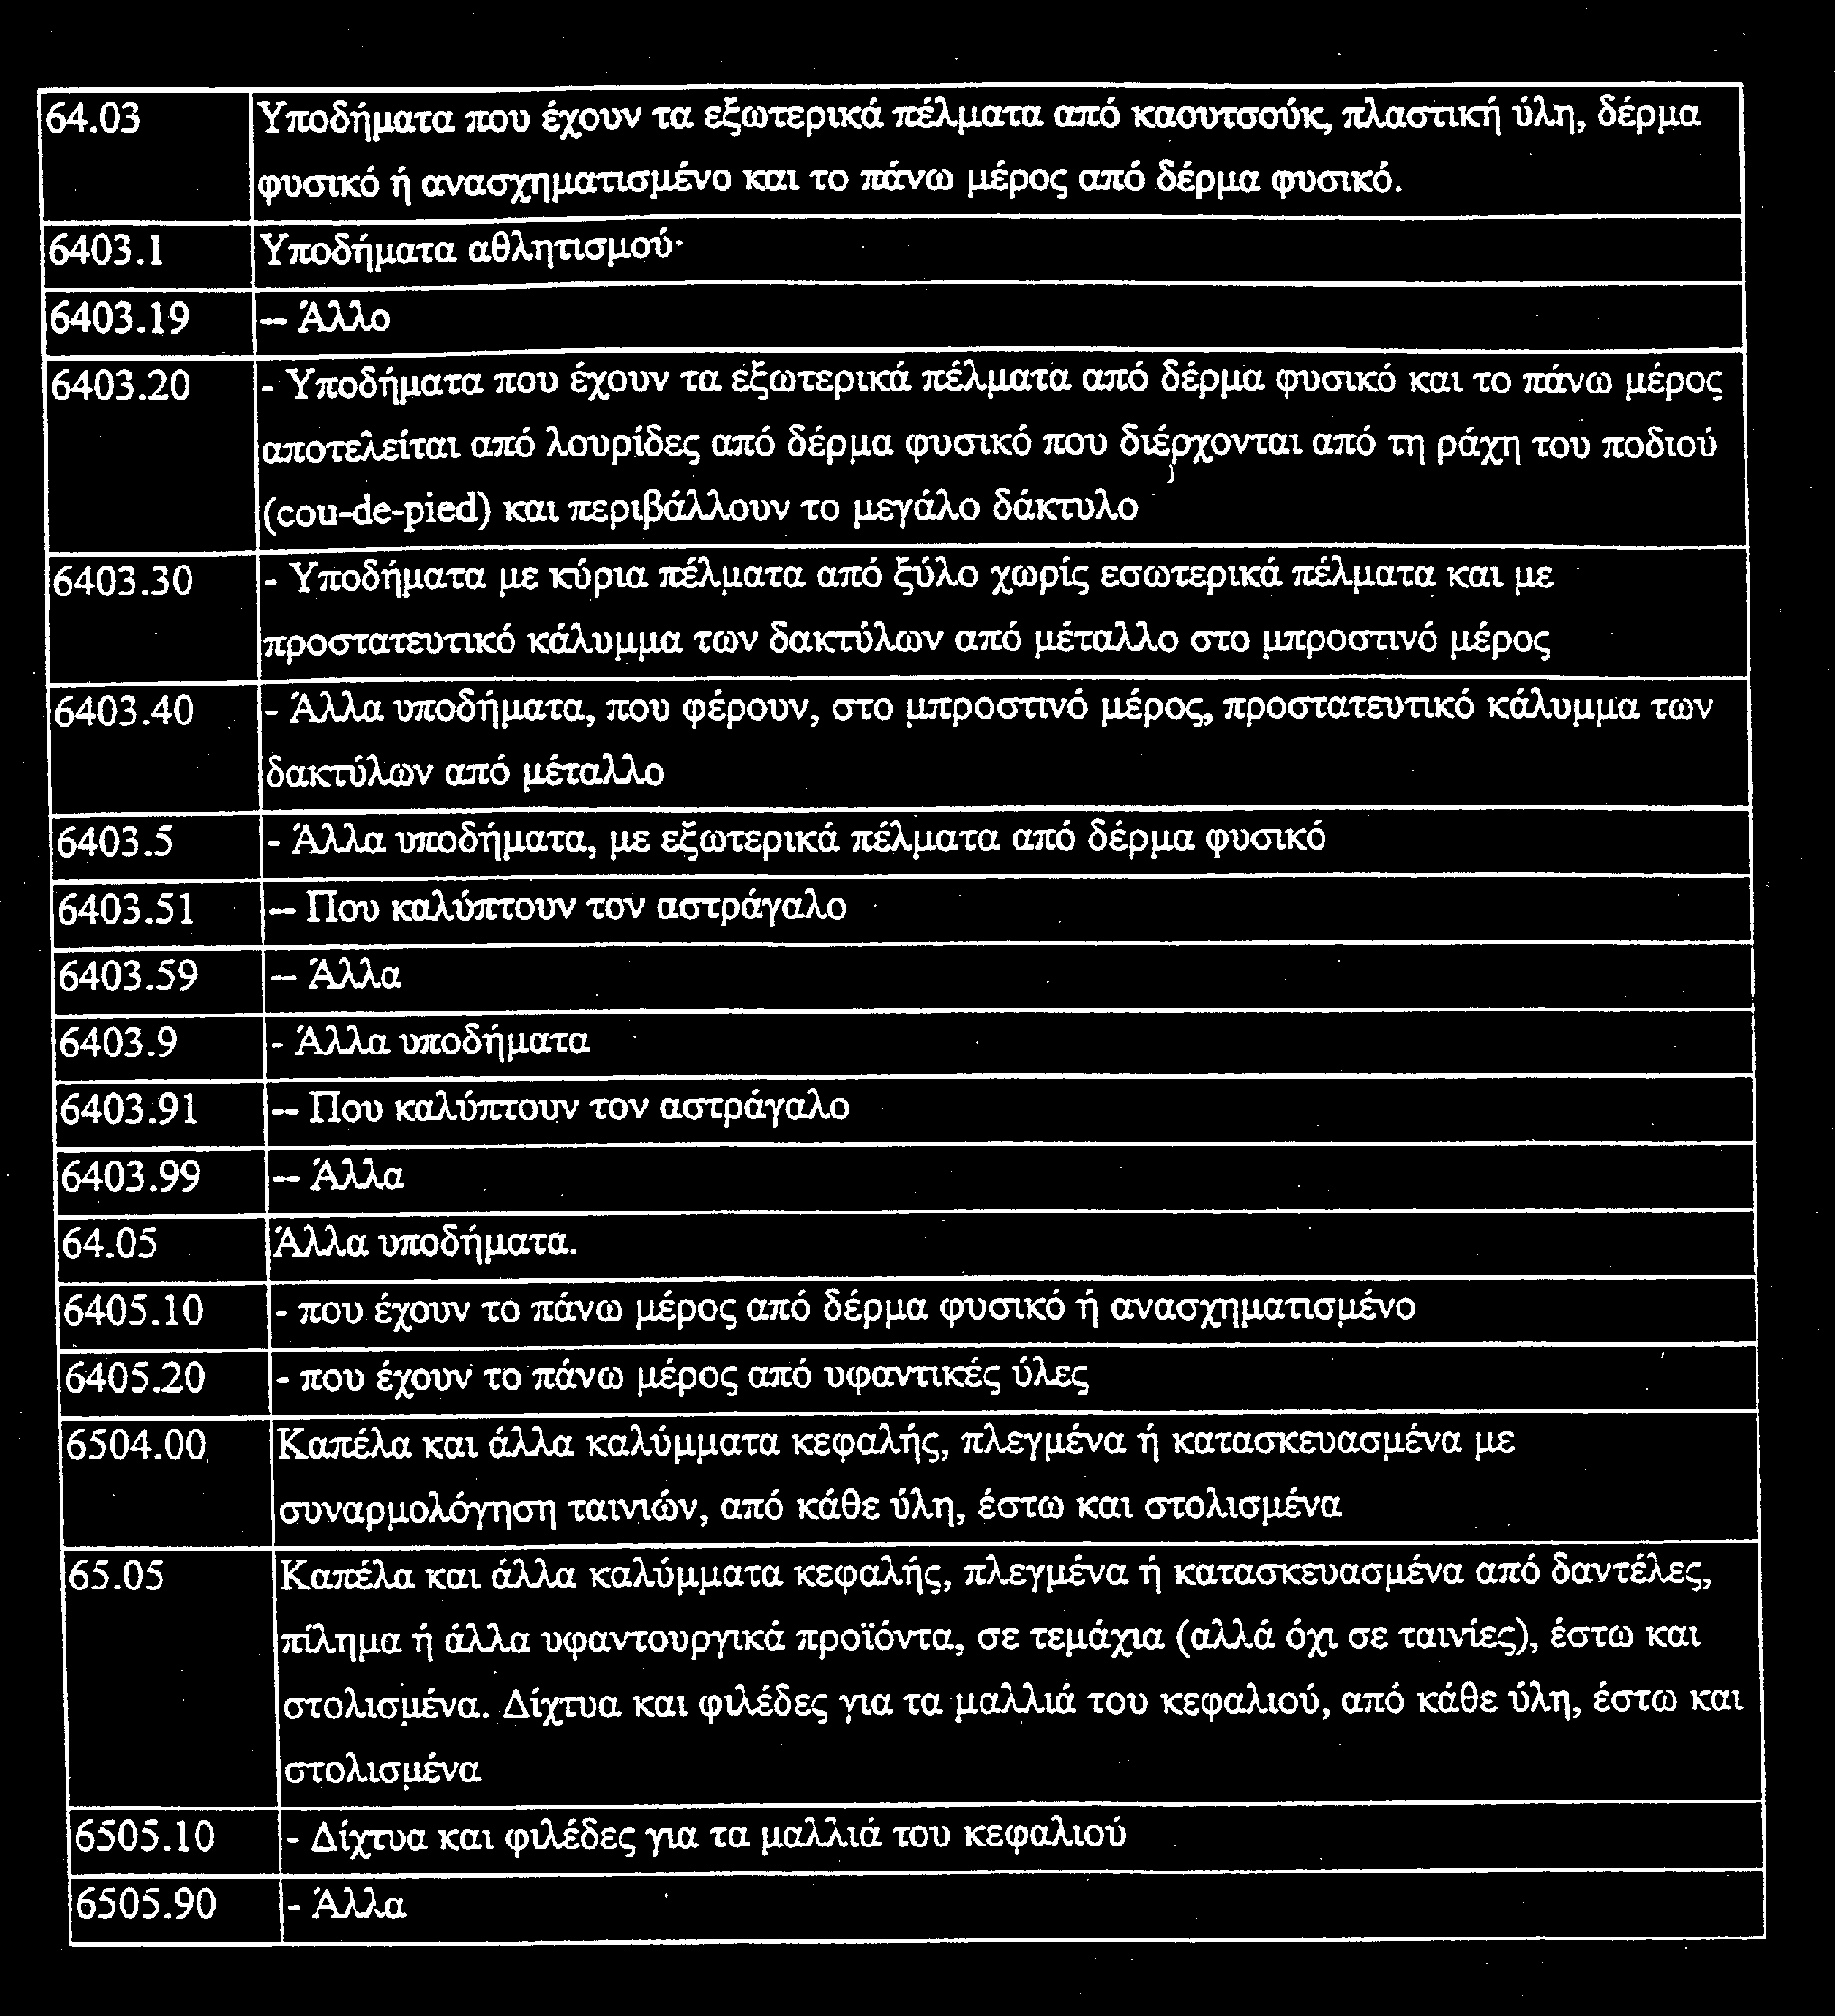 64.03 Υποδήματα που έχουν τα εξωτερικά πέλματα από καουτσούκ, πλαστική ύλη, δέρμα
φυσικό ή ανασχηματισμένο και το πάνω μέρος από δέρμα φυσικό.
6403.1 Υποδήματα αθλητισμού·
6403.19 -- Άλλο
6403.20 - Υποδήματα που έχουν τα εξωτερικά πέλματα από δέρμα φυσικό και το πάνω μέρος
αποτελείται από λουρίδες από δέρμα φυσικό που διέρχονται από τη ράχη του ποδιού
(cou-de-pied) και περιβάλλουν το μεγάλο δάκτυλο
6403.30 - Υποδήματα με κύρια πέλματα από ξύλο χωρίς εσωτερικά πέλματα και με
προστατευτικό κάλυμμα των δακτύλων από μέταλλο στο μπροστινό μέρος
6403.40 - Άλλα υποδήματα, που φέρουν, στο μπροστινό μέρος, προστατευτικό κάλυμμα των
δακτύλων από μέταλλο
6403.5 - Άλλα υποδήματα, με εξωτερικά πέλματα από δέρμα φυσικό
6403.51 -- Που καλύπτουν τον αστράγαλο
6403.59 -- Άλλα
6403.9 - Άλλα υποδήματα
6403.91 -- Που καλύπτουν τον αστράγαλο
6403.99 -- Άλλα
64.05 Άλλα υποδήματα.
6405.10 - που έχουν το πάνω μέρος από δέρμα φυσικό ή ανασχηματισμένο
6405.20 - που έχουν το πάνω μέρος από υφαντικές ύλες
6504.00 Καπέλα και άλλα καλύμματα κεφαλής, πλεγμένα ή κατασκευασμένα με
συναρμολόγηση ταινιών, από κάθε ύλη, έστω και στολισμένα
65.05 Καπέλα και άλλα καλύμματα κεφαλής, πλεγμένα ή κατασκευασμένα από δαντέλες,
πίλημα ή άλλα υφαντουργικά προϊόντα, σε τεμάχια (αλλά όχι σε ταινίες), έστω και
στολισμένα. Δίχτυα και φιλέδες για τα μαλλιά του κεφαλιού, από κάθε ύλη, έστω και
στολισμένα
6505.10 - Δίχτυα και φιλέδες για τα μαλλιά του κεφαλιού
6505.90 - Άλλα